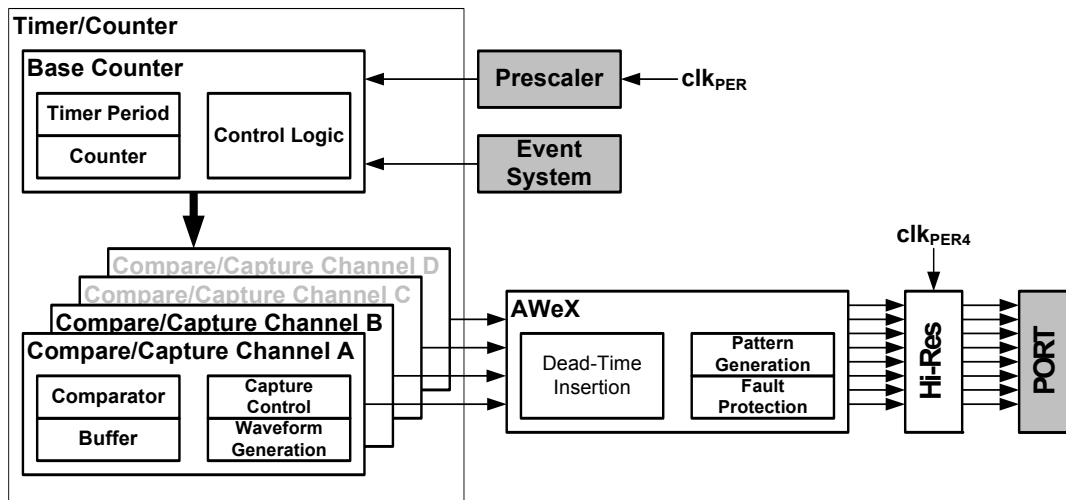 Timer/Counter
Base Counter
Timer Period
Counter
Control Logic
Prescaler
clkPER
Event
System
Compare/Capture Channel D
Compare/Capture Channel C
Compare/Capture Channel B
Compare/Capture Channel A
Comparator
Buffer
Capture
Control
Waveform
Generation
AWeX
Dead-Time
Insertion
Pattern
Generation
Fault
Protection
clkPER4
Hi-Res
PORT